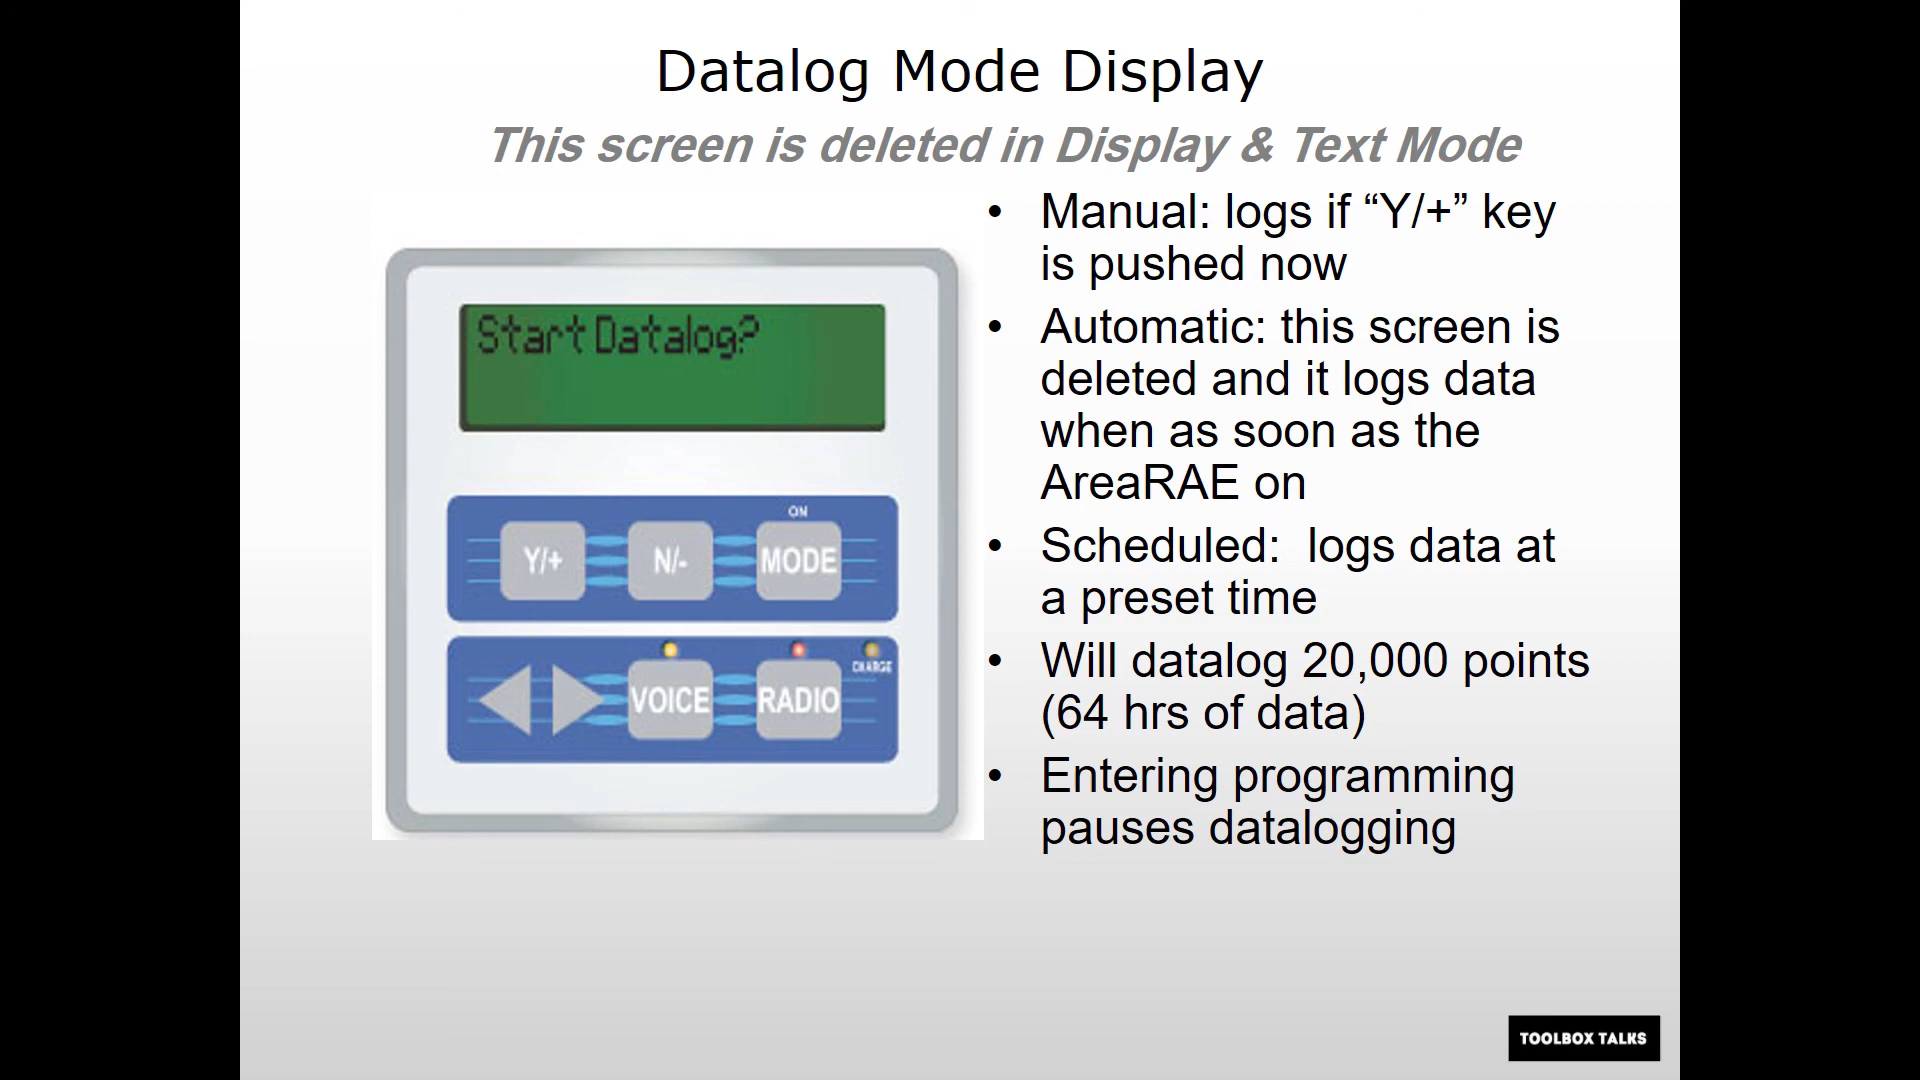 Datalog Mode Display
This screen is deleted in Display & Text Mode
• Manual: logs if “Y/+” key
is pushed now
• Automatic: this screen is
deleted and it logs data
when as soon as the
AreaRAE on
• Scheduled:  logs data at
a preset time
• Will datalog 20,000 points
(64 hrs of data)
• Entering programming
pauses datalogging
Start Datalog?
ON
Y/+ N/- MODE
CHARGE
VOICE RADIO
TOOLBOX TALKS